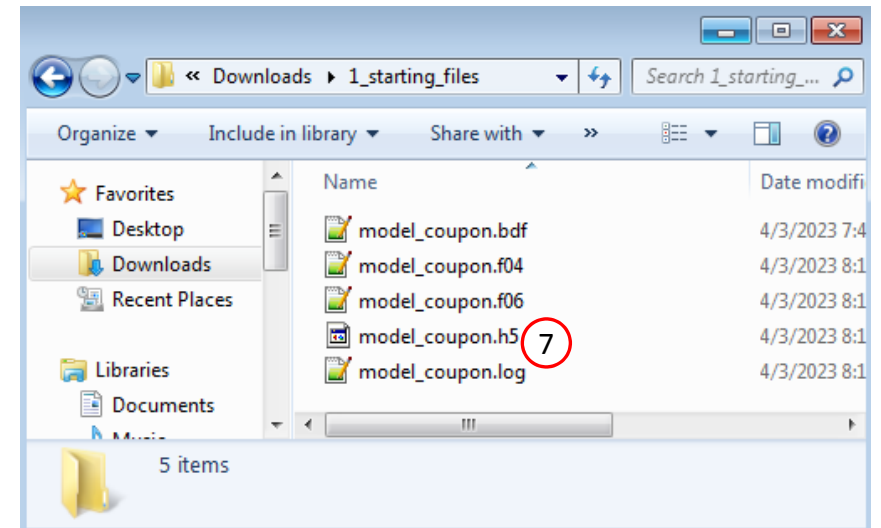 « Downloads ▸ 1_starting_files Search 1_starting_...
Organize Include in library Share with »
Favorites
Desktop
Downloads
Recent Places
Libraries
Documents
Music
Name Date modifi
model_coupon.bdf 4/3/2023 7:4
model_coupon.f04 4/3/2023 8:1
model_coupon.f06 4/3/2023 8:1
model_coupon.h5 7 4/3/2023 8:1
model_coupon.log 4/3/2023 8:1
5 items